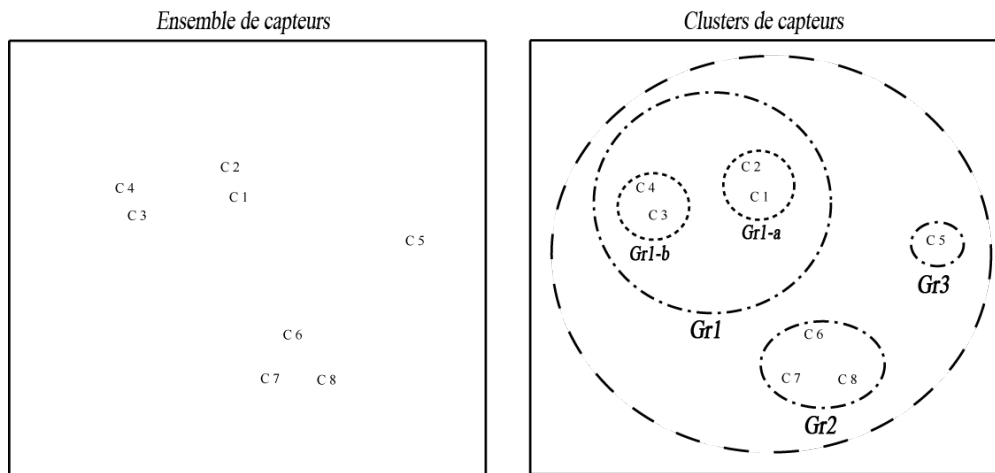 Ensemble de capteurs
C 2
C 4
C 1
C 3
C 5
C 6
C 7
C 8
Clusters de capteurs
C 2
C 4
C 1
C 3
Gr1-a
Gr1-b
C 5
Gr3
Gr1
C 6
C 7
C 8
Gr2